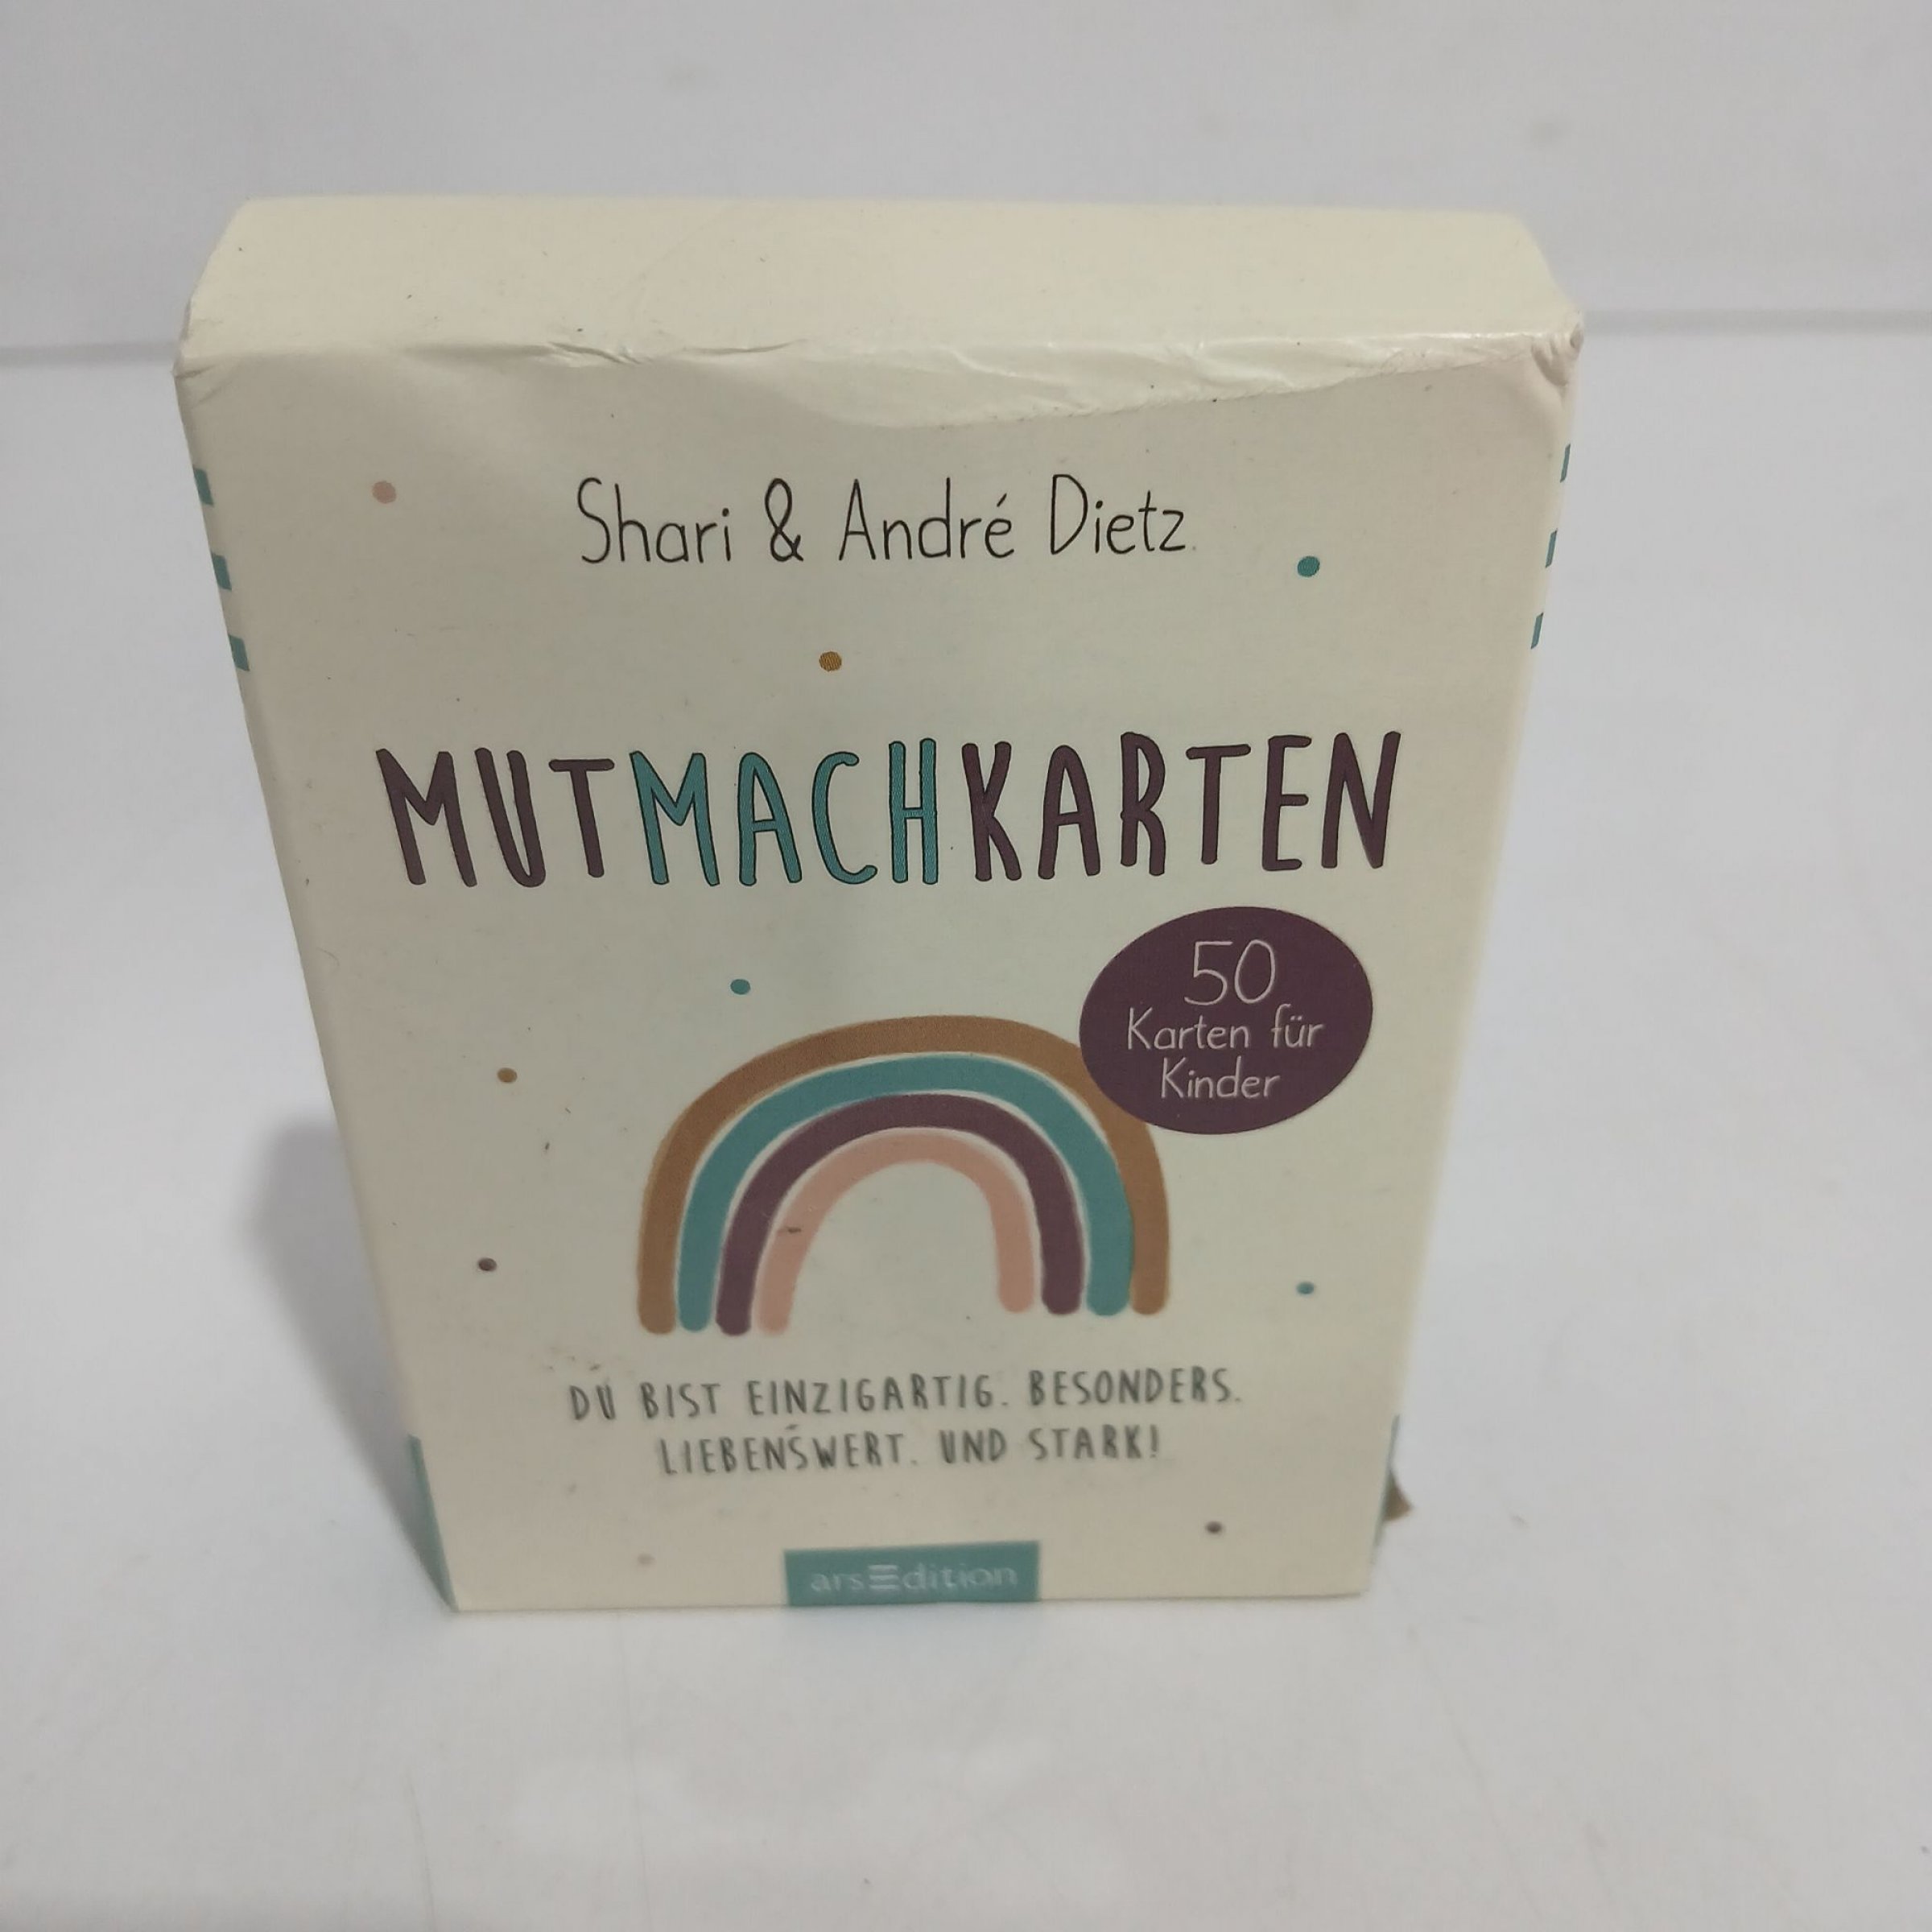 Shari & André Dietz
MUTMACHKARTEN
50
Karten für
Kinder
DU BIST EINZIGARTIG. BESONDERS.
LIEBENSWERT. UND STARK!
arsEdition